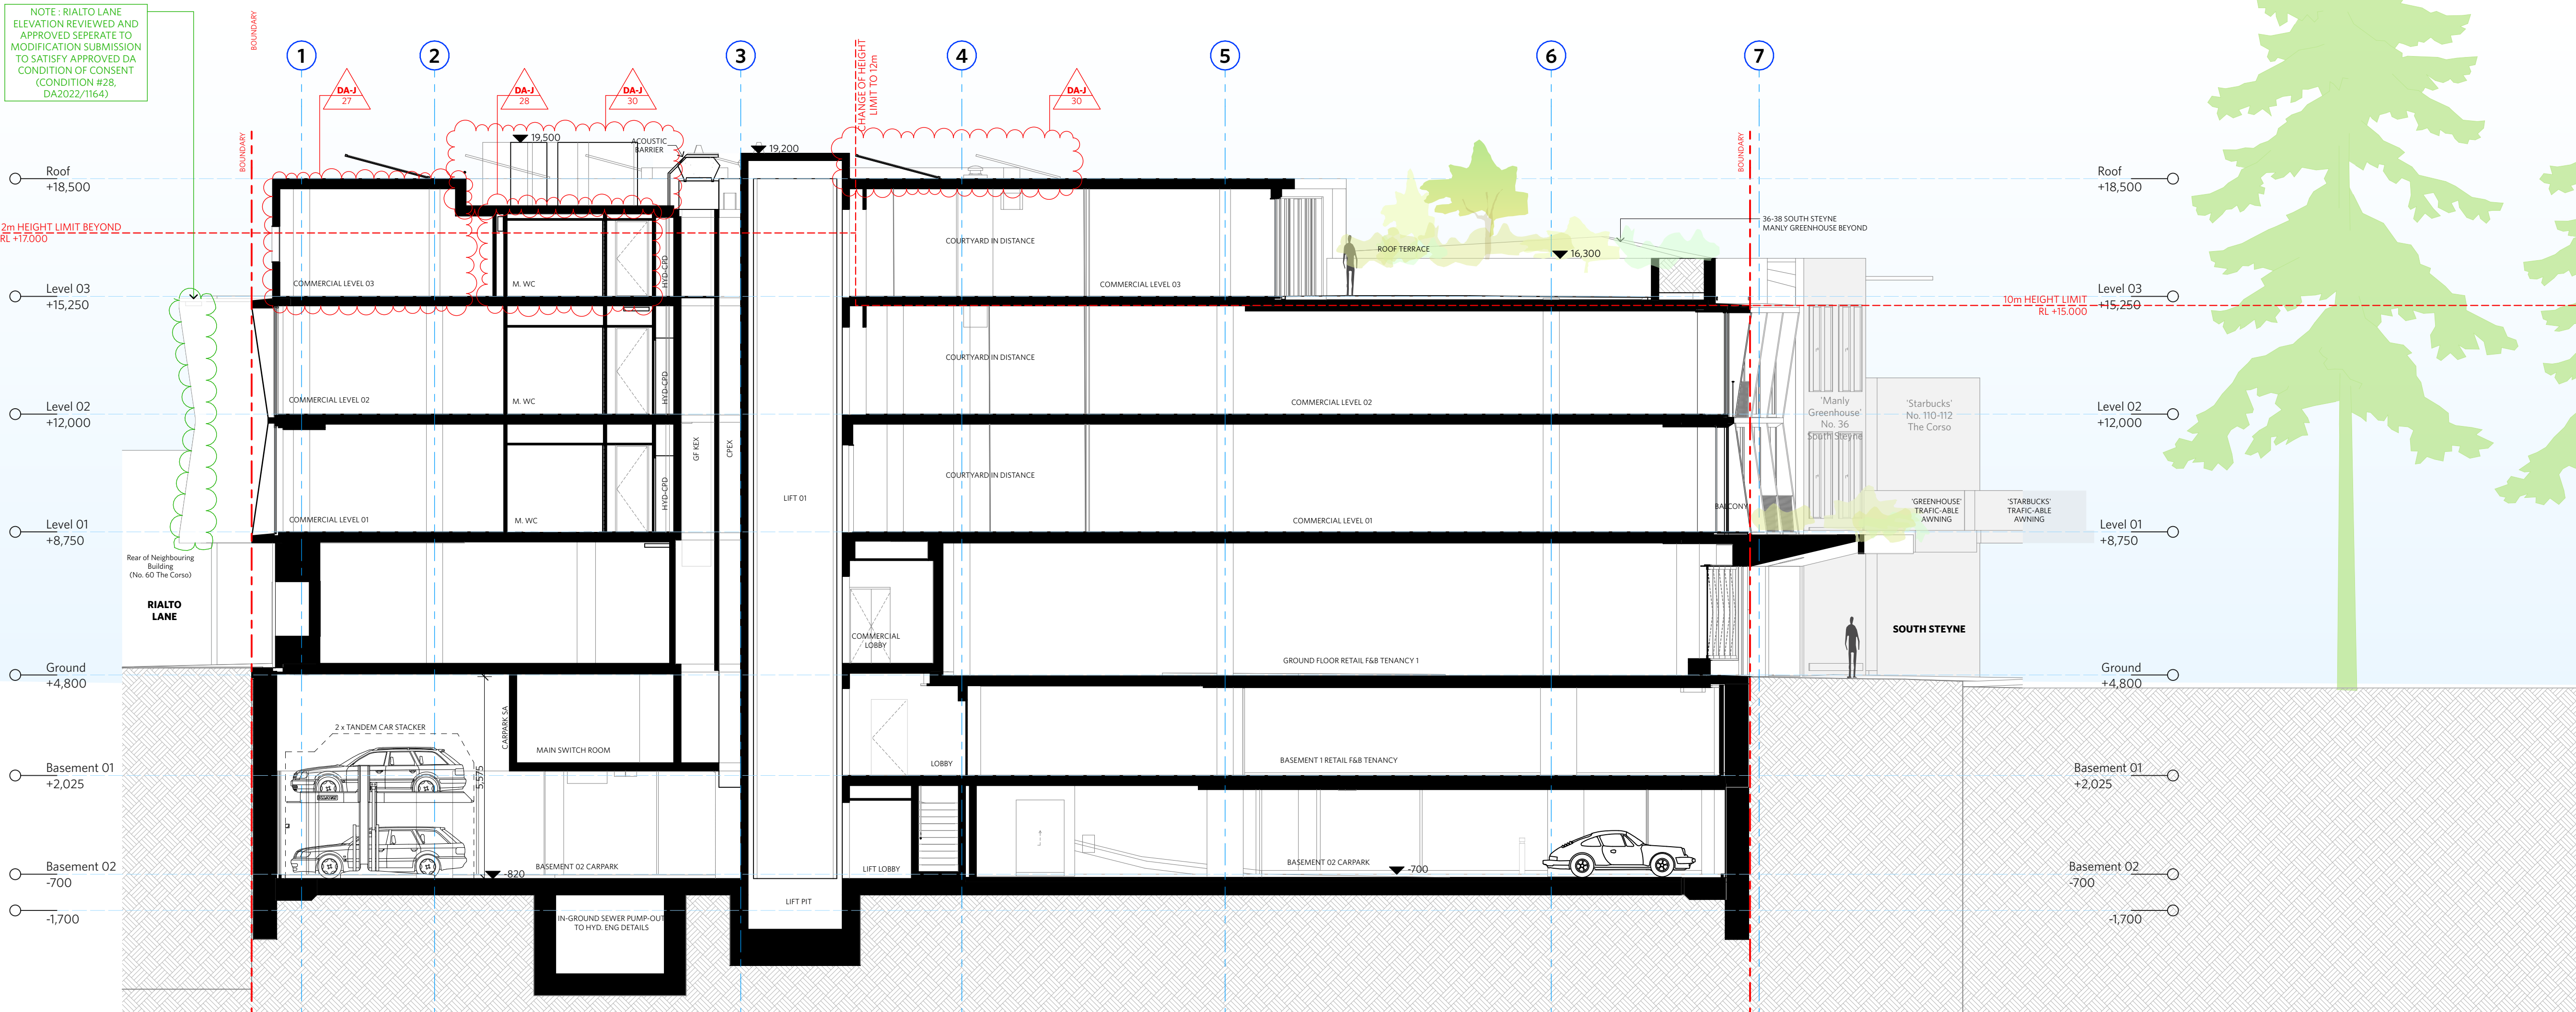 NOTE : RIALTO LANE
ELEVATION REVIEWED AND
APPROVED SEPERATE TO
MODIFICATION SUBMISSION
TO SATISFY APPROVED DA
CONDITION OF CONSENT
(CONDITION #28,
DA2022/1164)
BOUNDARY
1
2
3
4
5
6
7
CHANGE OF HEIGHT
LIMIT TO 12m
DA-J
27
DA-J
28
DA-J
30
DA-J
30
BOUNDARY
19,500
ACOUSTIC
BARRIER
19,200
BOUNDARY
Roof
+18,500
Roof
+18,500
2m HEIGHT LIMIT BEYOND
RL +17.000
COURTYARD IN DISTANCE
ROOF TERRACE
16,300
36-38 SOUTH STEYNE
MANLY GREENHOUSE BEYOND
COMMERCIAL LEVEL 03
M. WC
HYD-CPD
COMMERCIAL LEVEL 03
Level 03
+15,250
10m HEIGHT LIMIT
RL +15.000
Level 03
+15,250
COURTYARD IN DISTANCE
COMMERCIAL LEVEL 02
M. WC
HYD-CPD
COMMERCIAL LEVEL 02
Level 02
+12,000
'Manly
Greenhouse'
No. 36
South Steyne
'Starbucks'
No. 110-112
The Corso
Level 02
+12,000
GF KEX
CPEX
LIFT 01
COURTYARD IN DISTANCE
COMMERCIAL LEVEL 01
M. WC
HYD-CPD
COMMERCIAL LEVEL 01
BALCONY
'GREENHOUSE'
TRAFIC-ABLE
AWNING
'STARBUCKS'
TRAFIC-ABLE
AWNING
Level 01
+8,750
Level 01
+8,750
Rear of Neighbouring
Building
(No. 60 The Corso)
RIALTO
LANE
COMMERCIAL
LOBBY
GROUND FLOOR RETAIL F&B TENANCY 1
SOUTH STEYNE
Ground
+4,800
Ground
+4,800
2 x TANDEM CAR STACKER
CARPARK SA
MAIN SWITCH ROOM
5,575
LOBBY
BASEMENT 1 RETAIL F&B TENANCY
Basement 01
+2,025
Basement 01
+2,025
BASEMENT 02 CARPARK
-820
LIFT LOBBY
BASEMENT 02 CARPARK
-700
Basement 02
-700
Basement 02
-700
LIFT PIT
-1,700
IN-GROUND SEWER PUMP-OUT
TO HYD. ENG DETAILS
-1,700